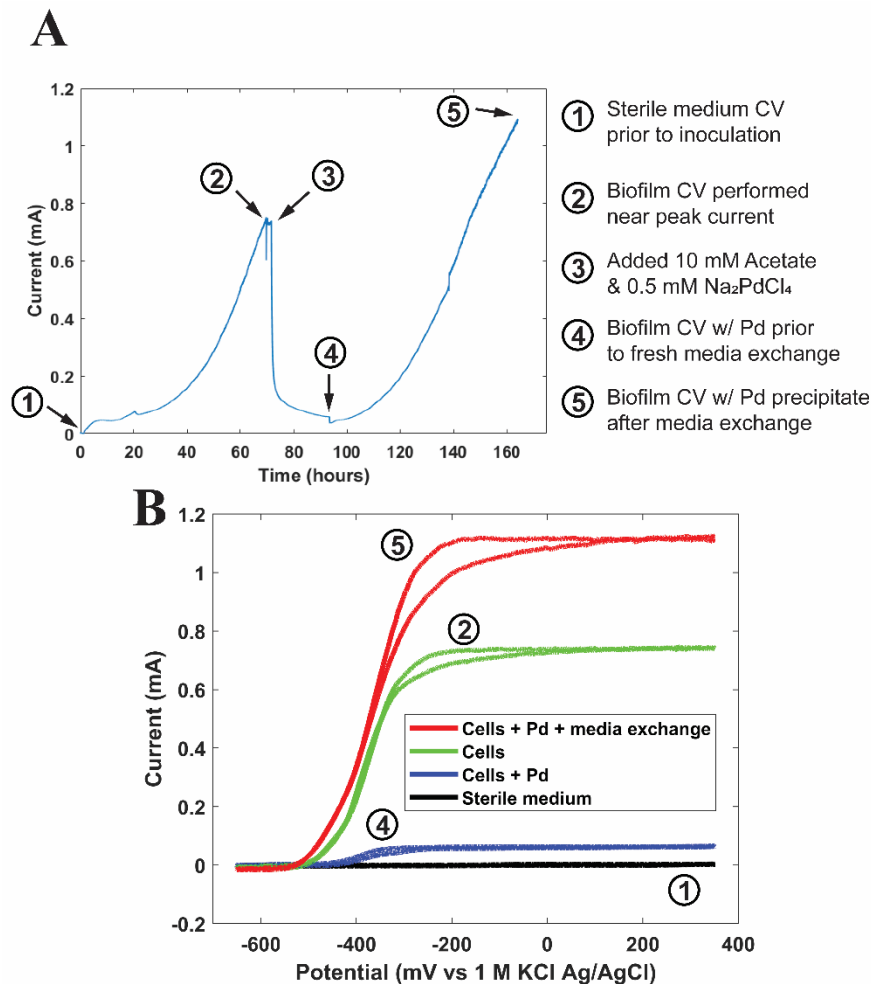 A
1.2
1
0.8
0.6
0.4
0.2
0
0 20 40 60 80 100 120 140 160
Current (mA)
Time (hours)
1
2
3
4
5
1 Sterile medium CV
prior to inoculation
2 Biofilm CV performed
near peak current
3 Added 10 mM Acetate
& 0.5 mM Na₂PdCl₄
4 Biofilm CV w/ Pd prior
to fresh media exchange
5 Biofilm CV w/ Pd precipitate
after media exchange
B
1.2
1
0.8
0.6
0.4
0.2
0
-0.2
-600 -400 -200 0 200 400
Current (mA)
Potential (mV vs 1 M KCl Ag/AgCl)
5
2
4
1
Cells + Pd + media exchange
Cells
Cells + Pd
Sterile medium